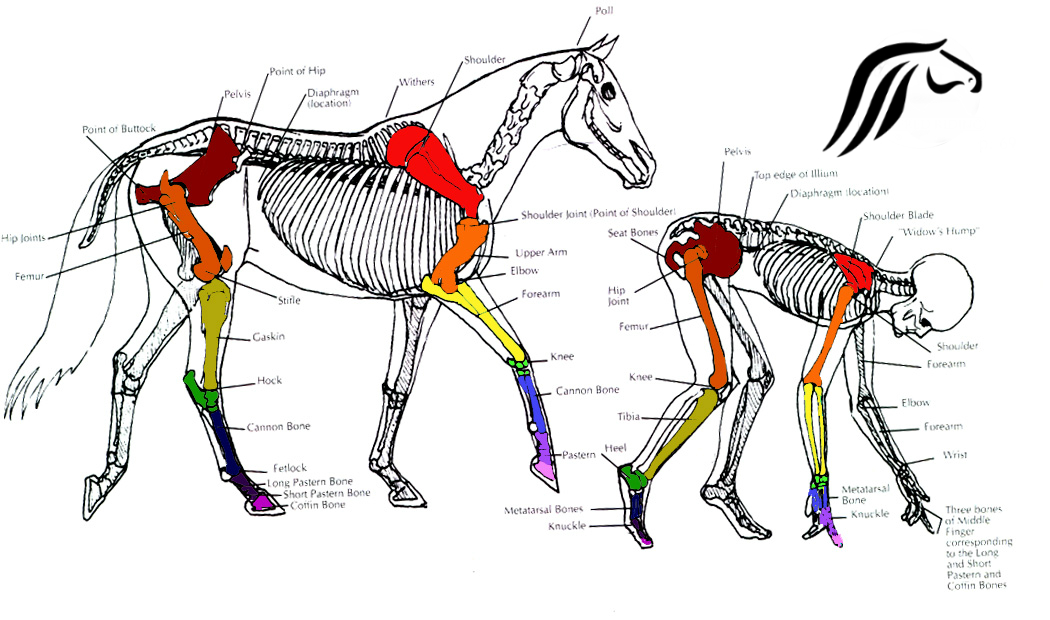 Poll
Shoulder
Point of Hip
Withers
Diaphragm
(location)
Pelvis
Point of Buttock
Hip Joints
Femur
Stifle
Gaskin
Hock
Cannon Bone
Fetlock
Long Pastern Bone
Short Pastern Bone
Coffin Bone
Shoulder Joint (Point of Shoulder)
Upper Arm
Elbow
Forearm
Knee
Cannon Bone
Pastern
Pelvis
Top edge of Illium
Diaphragm (location)
Shoulder Blade
"Widow's Hump"
Seat Bones
Hip
Joint
Femur
Knee
Tibia
Heel
Metatarsal Bones
Knuckle
Shoulder
Forearm
Elbow
Forearm
Wrist
Metatarsal
Bone
Knuckle
Three bones
of Middle
Finger
corresponding
to the Long
and Short
Pastern and
Coffin Bones